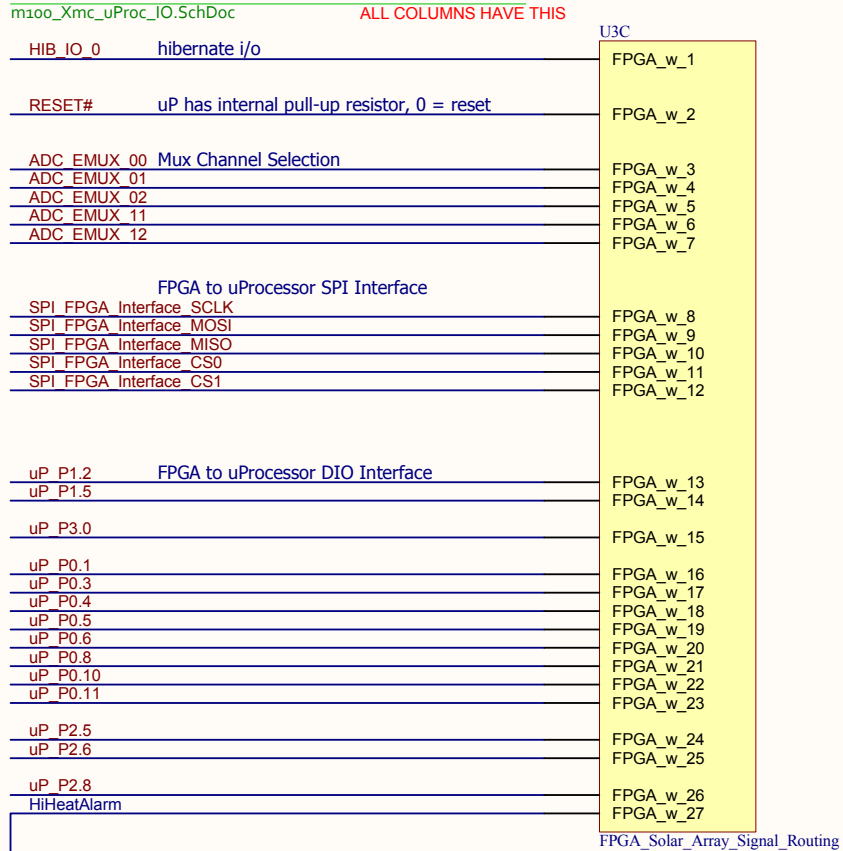 m100_Xmc_uProc_IO.SchDoc ALL COLUMNS HAVE THIS
U3C
HIB_IO_0 hibernate i/o FPGA_w_1
RESET# uP has internal pull-up resistor, 0 = reset FPGA_w_2
ADC_EMUX_00 Mux Channel Selection FPGA_w_3
ADC_EMUX_01 FPGA_w_4
ADC_EMUX_02 FPGA_w_5
ADC_EMUX_11 FPGA_w_6
ADC_EMUX_12 FPGA_w_7
FPGA to uProcessor SPI Interface
SPI_FPGA_Interface_SCLK FPGA_w_8
SPI_FPGA_Interface_MOSI FPGA_w_9
SPI_FPGA_Interface_MISO FPGA_w_10
SPI_FPGA_Interface_CS0 FPGA_w_11
SPI_FPGA_Interface_CS1 FPGA_w_12
uP_P1.2 FPGA to uProcessor DIO Interface FPGA_w_13
uP_P1.5 FPGA_w_14
uP_P3.0 FPGA_w_15
uP_P0.1 FPGA_w_16
uP_P0.3 FPGA_w_17
uP_P0.4 FPGA_w_18
uP_P0.5 FPGA_w_19
uP_P0.6 FPGA_w_20
uP_P0.8 FPGA_w_21
uP_P0.10 FPGA_w_22
uP_P0.11 FPGA_w_23
uP_P2.5 FPGA_w_24
uP_P2.6 FPGA_w_25
uP_P2.8 FPGA_w_26
HiHeatAlarm FPGA_w_27
FPGA_Solar_Array_Signal_Routing